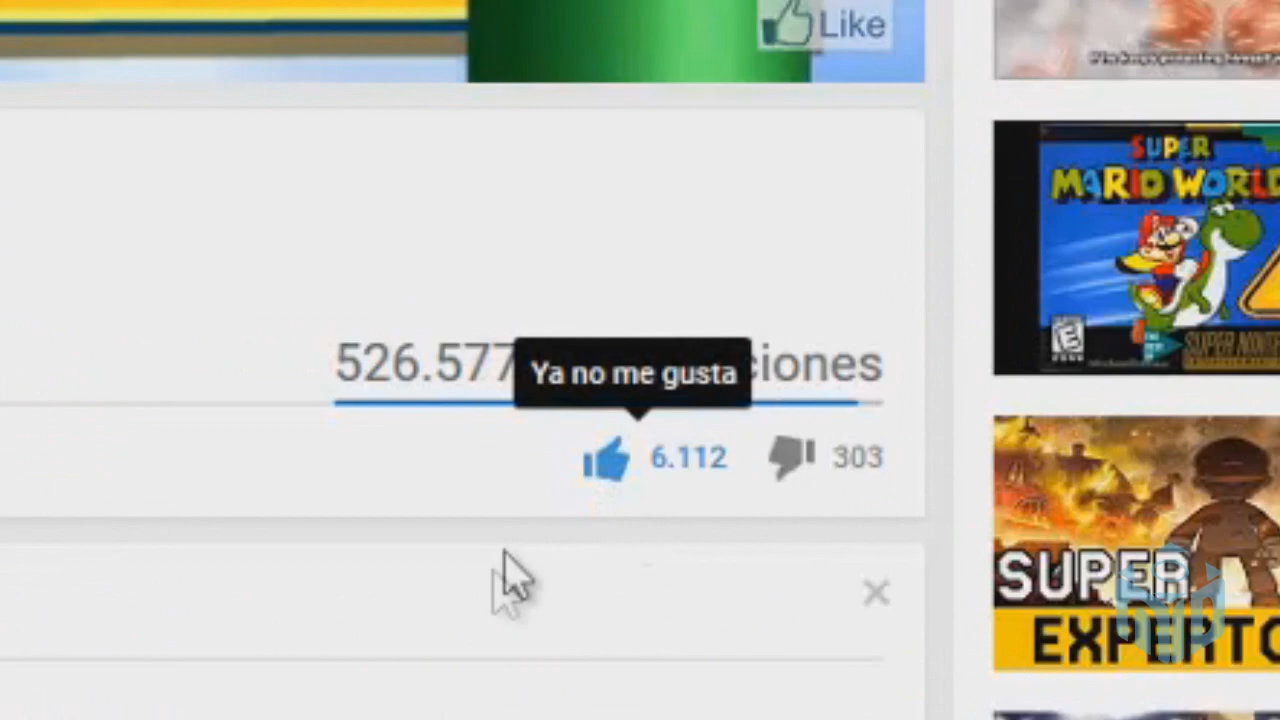 Like
SUPER
MARIO WORLD
526.577 ciones
Ya no me gusta
6.112
303
SUPER
EXPERTO